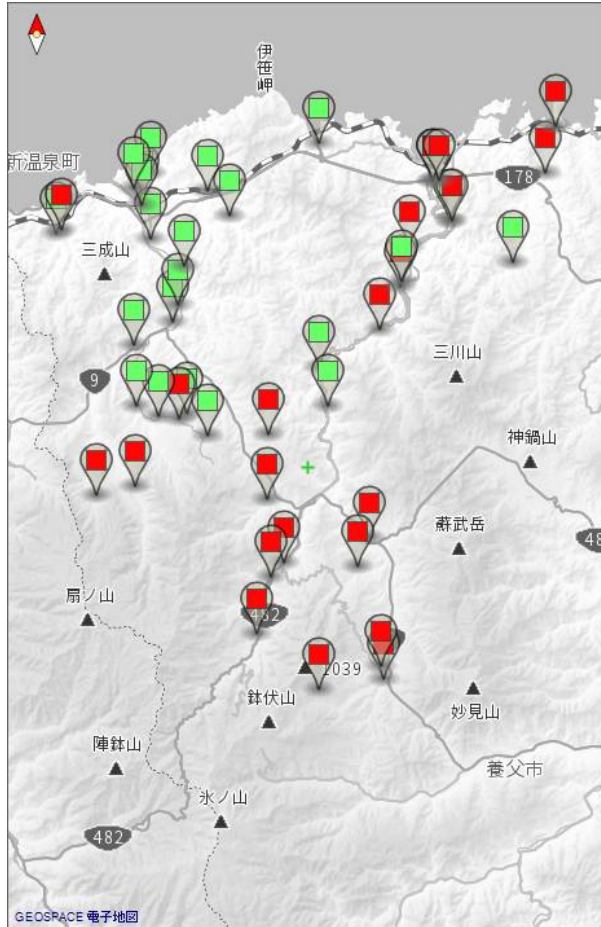 伊笹岬
新温泉町
178
三成山
9
三川山
神鍋山
蘇武岳
扇ノ山
482
1039
鉢伏山
妙見山
陣鉢山
養父市
氷ノ山
482
GEOSPACE 電子地図